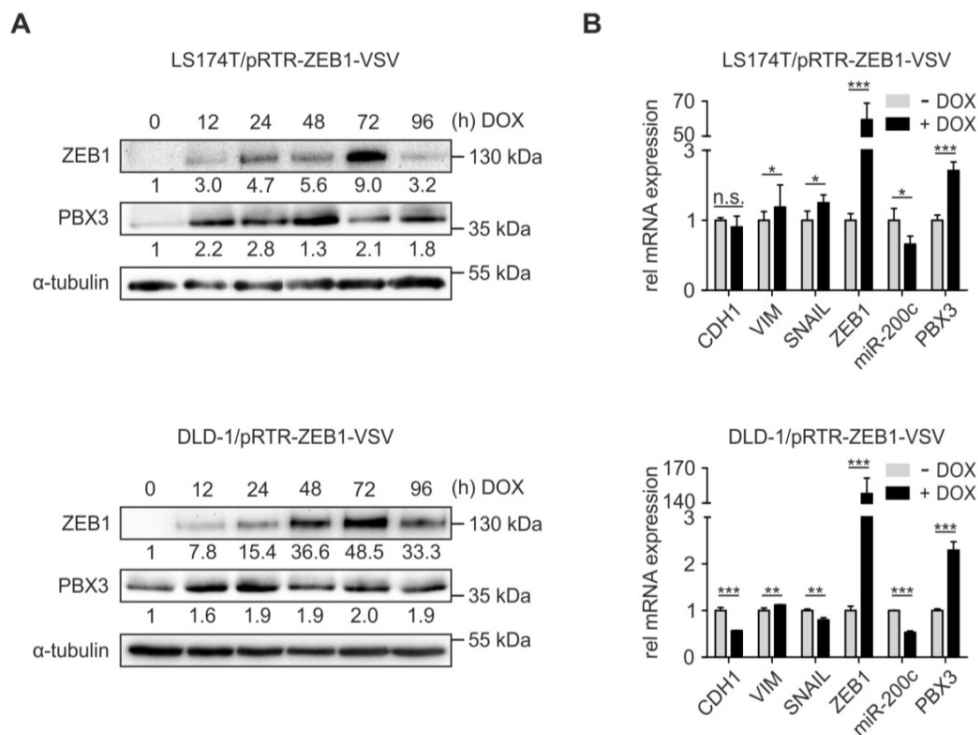 A
LS174T/pRTR-ZEB1-VSV
0 12 24 48 72 96 (h) DOX
ZEB1 130 kDa
1 3.0 4.7 5.6 9.0 3.2
PBX3 35 kDa
1 2.2 2.8 1.3 2.1 1.8
α-tubulin 55 kDa
DLD-1/pRTR-ZEB1-VSV
0 12 24 48 72 96 (h) DOX
ZEB1 130 kDa
1 7.8 15.4 36.6 48.5 33.3
PBX3 35 kDa
1 1.6 1.9 1.9 2.0 1.9
α-tubulin 55 kDa
B
LS174T/pRTR-ZEB1-VSV
rel mRNA expression
70
50
3
1
0
n.s. * * *** * ***
- DOX
+ DOX
CDH1 VIM SNAIL ZEB1 miR-200c PBX3
DLD-1/pRTR-ZEB1-VSV
rel mRNA expression
170
140
3
2
1
0
*** ** ** *** *** ***
- DOX
+ DOX
CDH1 VIM SNAIL ZEB1 miR-200c PBX3